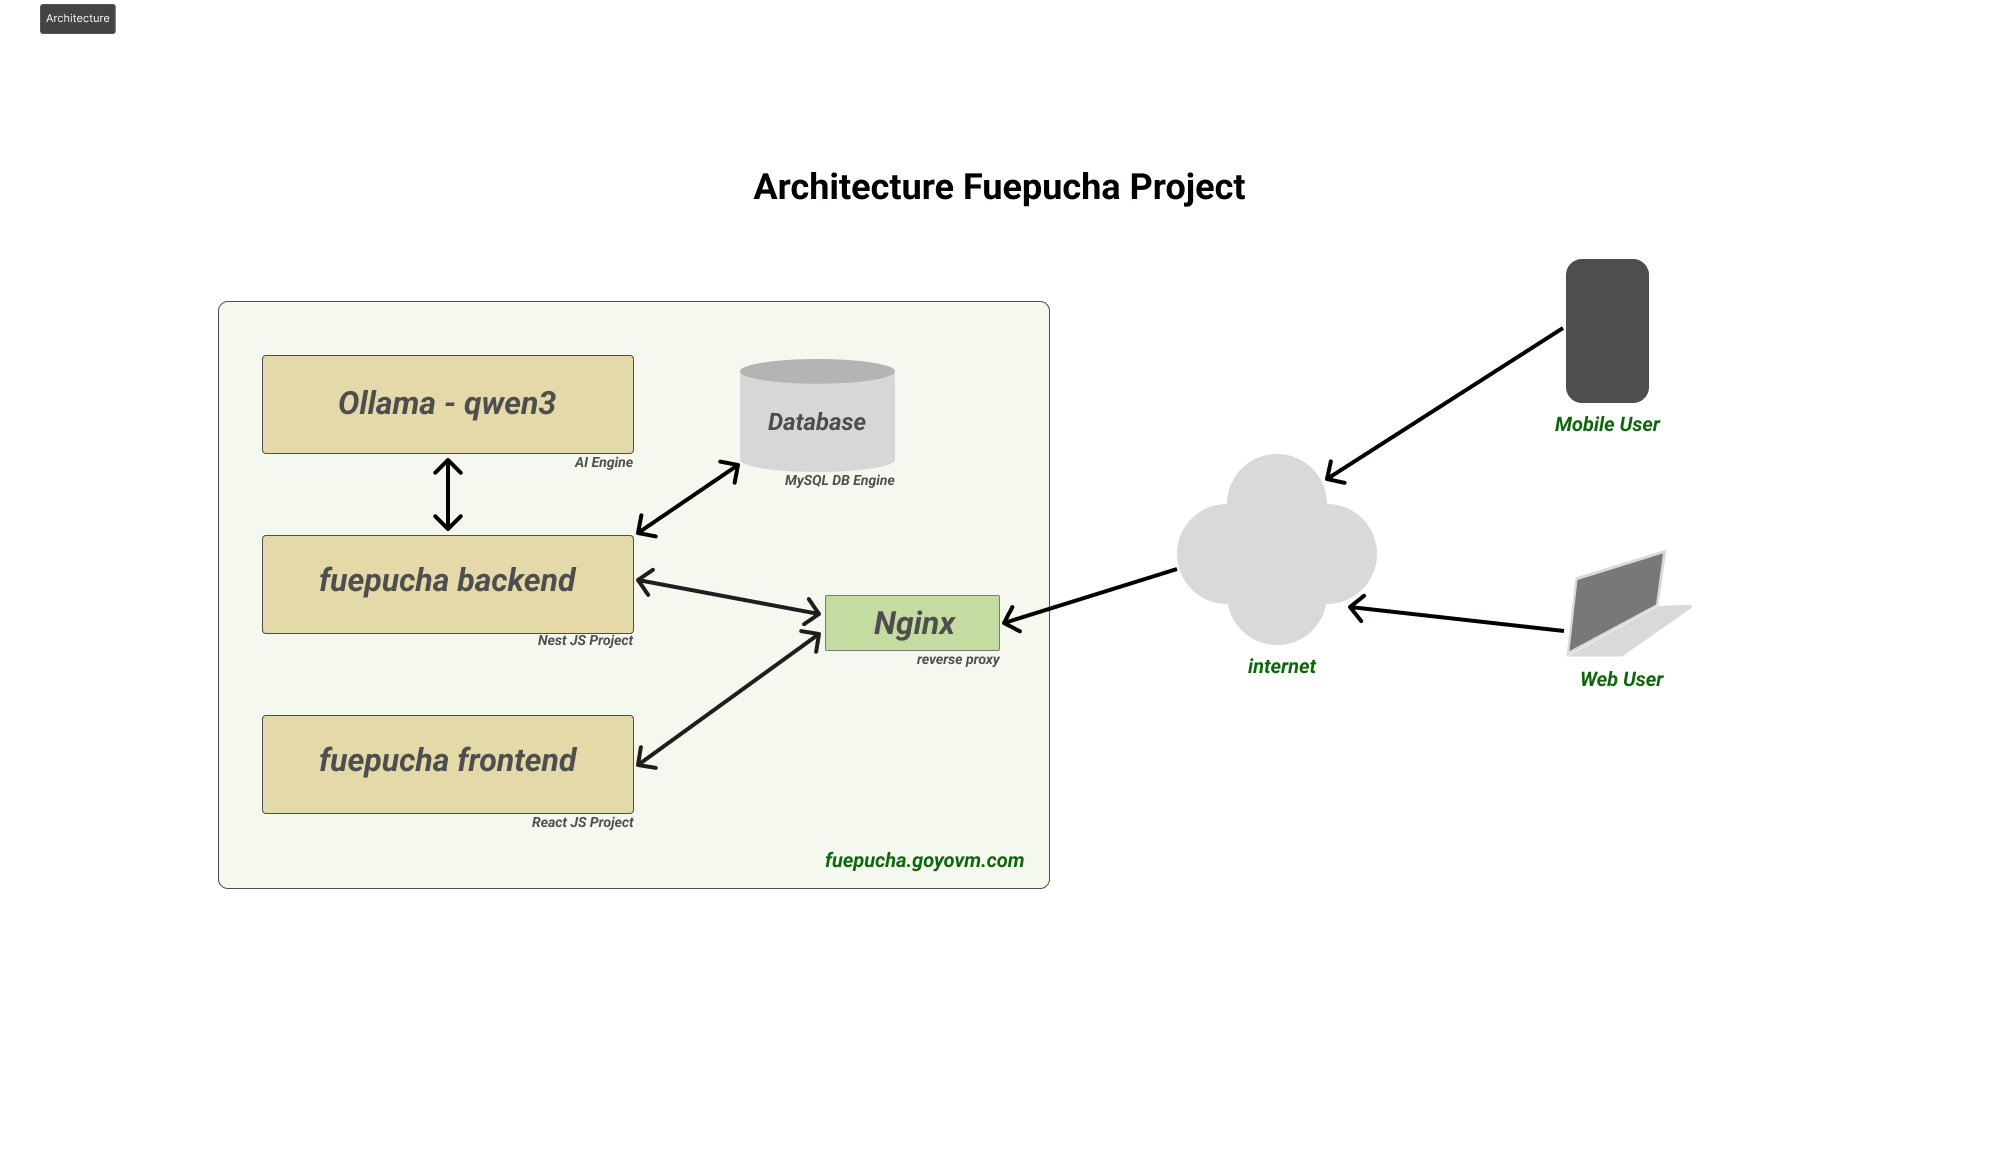 Architecture
Architecture Fuepucha Project
Ollama - qwen3
AI Engine
Database
MySQL DB Engine
fuepucha backend
Nest JS Project
Nginx
reverse proxy
fuepucha frontend
React JS Project
fuepucha.goyovm.com
internet
Mobile User
Web User